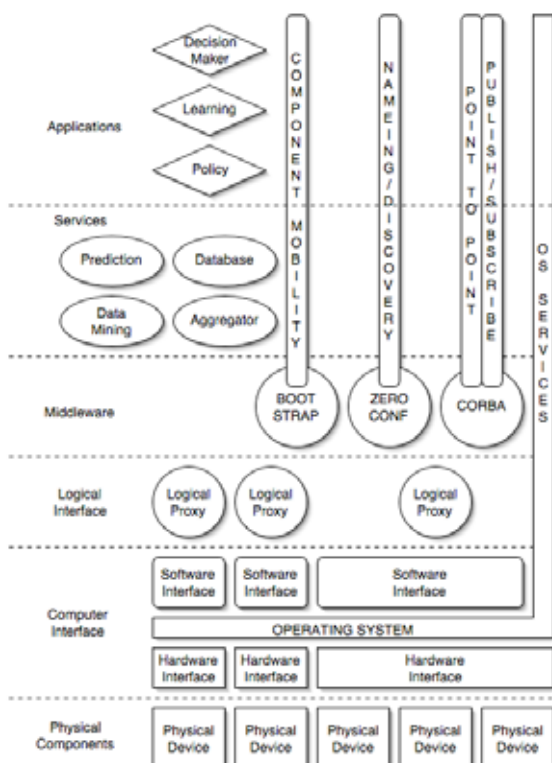 Decision
Maker
Learning
Policy
Applications
COMPONENT MOBILITY
NAMEING/DISCOVERY
POINT TO POINT
PUBLISH/SUBSCRIBE
OS SERVICES
Services
Prediction
Database
Data
Mining
Aggregator
Middleware
BOOT
STRAP
ZERO
CONF
CORBA
Logical
Interface
Logical
Proxy
Logical
Proxy
Logical
Proxy
Computer
Interface
Software
Interface
Software
Interface
Software
Interface
OPERATING SYSTEM
Hardware
Interface
Hardware
Interface
Hardware
Interface
Physical
Components
Physical
Device
Physical
Device
Physical
Device
Physical
Device
Physical
Device